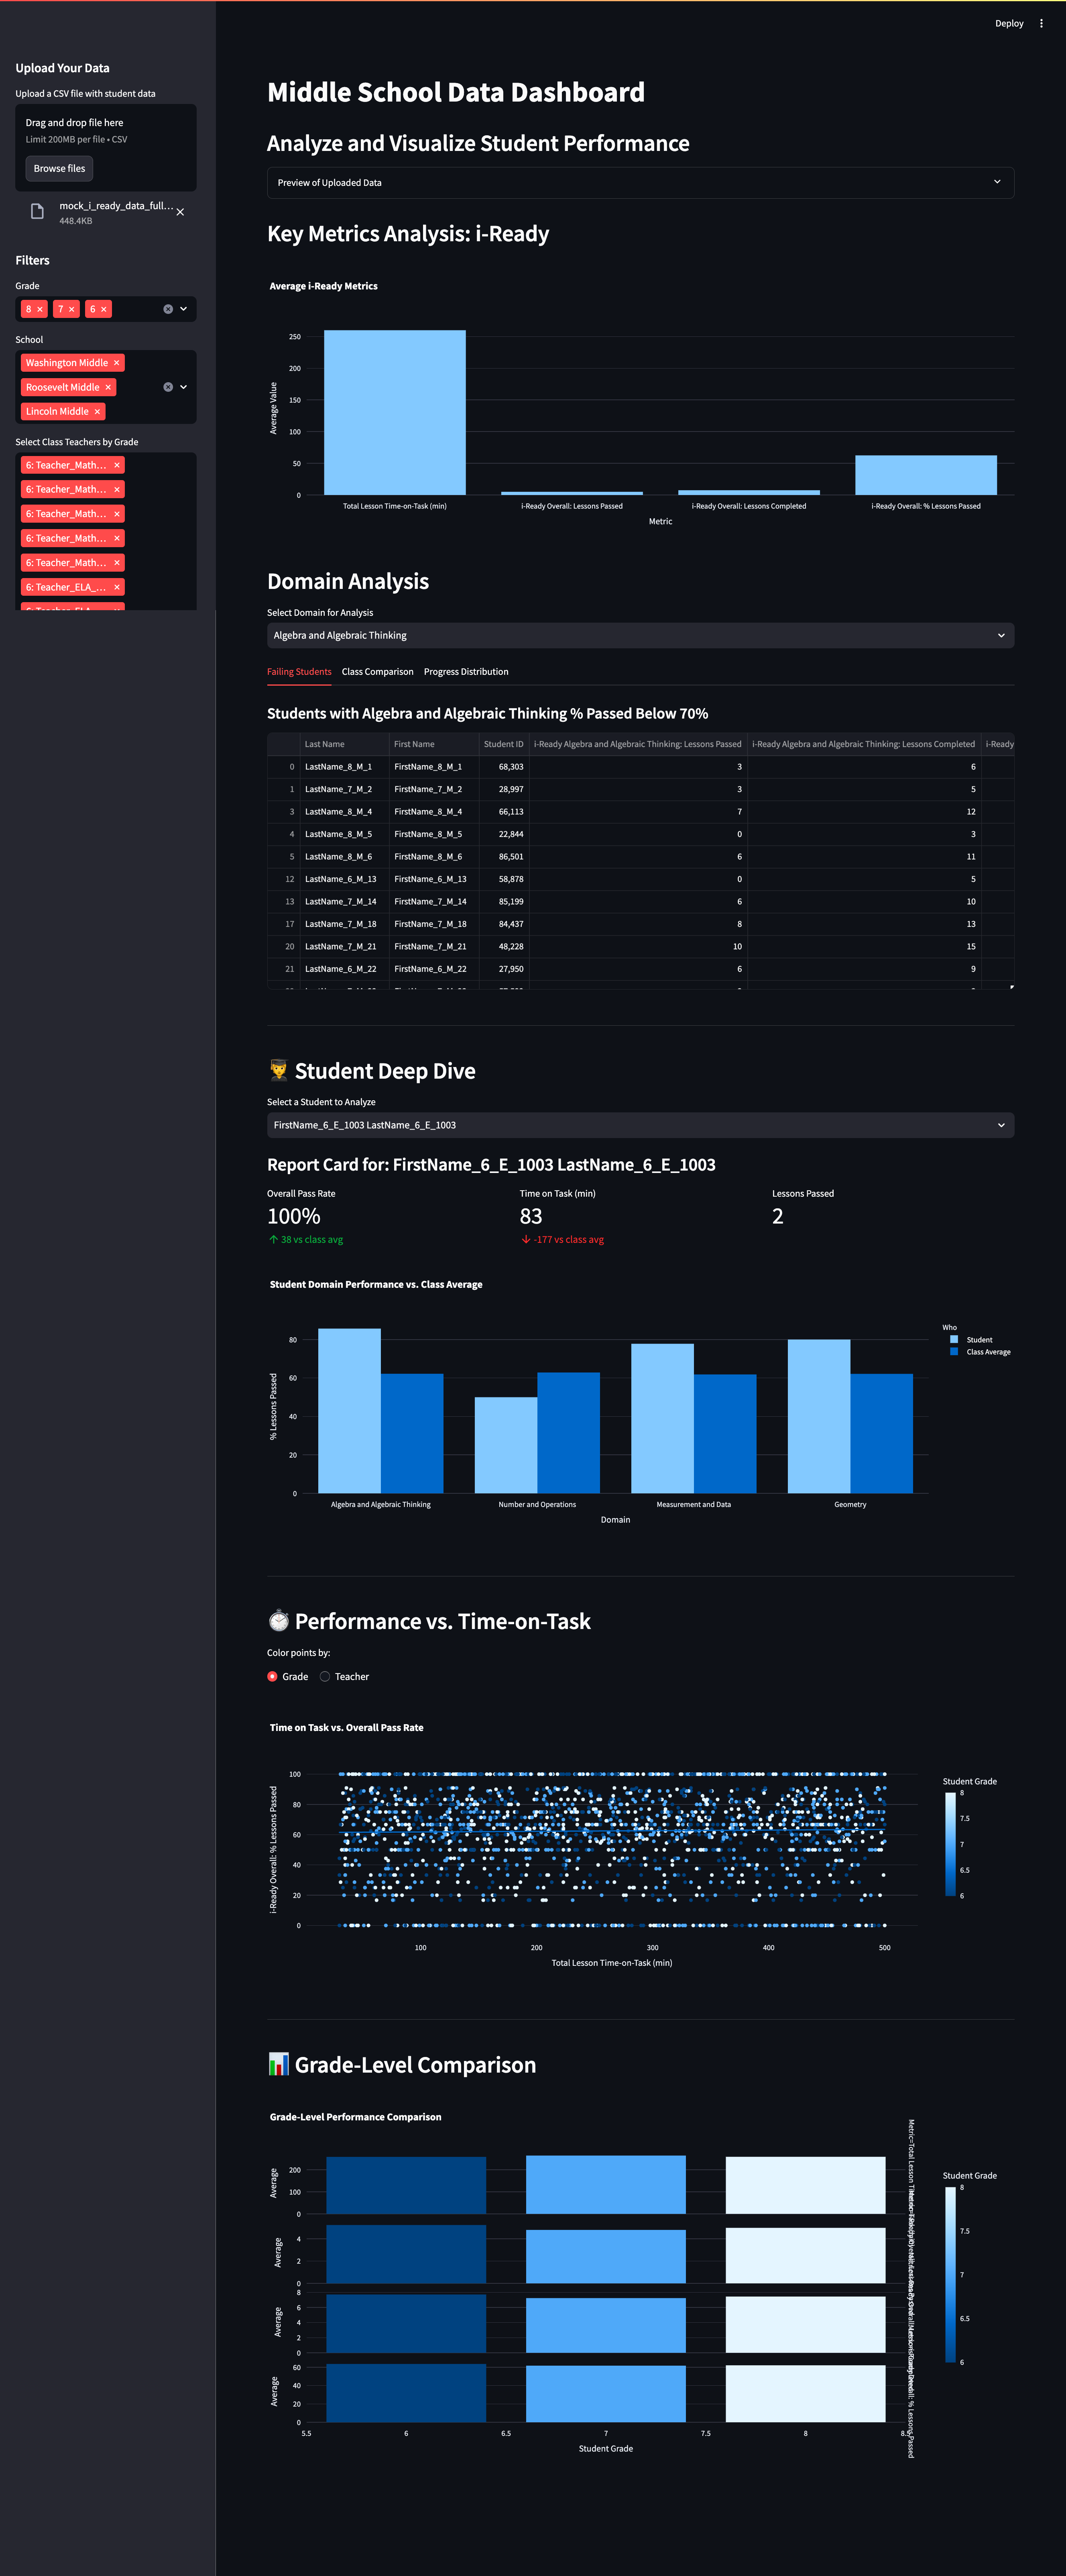 Deploy
Upload Your Data
Upload a CSV file with student data
Drag and drop file here
Limit 200MB per file • CSV
Browse files
mock_i_ready_data_full...
448.4KB
Filters
Grade
8 7 6
School
Washington Middle
Roosevelt Middle
Lincoln Middle
Select Class Teachers by Grade
6: Teacher_Math...
6: Teacher_Math...
6: Teacher_Math...
6: Teacher_Math...
6: Teacher_Math...
6: Teacher_ELA_...
Middle School Data Dashboard
Analyze and Visualize Student Performance
Preview of Uploaded Data
Key Metrics Analysis: i-Ready
Average i-Ready Metrics
Average Value
250
200
150
100
50
0
Total Lesson Time-on-Task (min) i-Ready Overall: Lessons Passed i-Ready Overall: Lessons Completed i-Ready Overall: % Lessons Passed
Metric
Domain Analysis
Select Domain for Analysis
Algebra and Algebraic Thinking
Failing Students Class Comparison Progress Distribution
Students with Algebra and Algebraic Thinking % Passed Below 70%
Last Name First Name Student ID i-Ready Algebra and Algebraic Thinking: Lessons Passed i-Ready Algebra and Algebraic Thinking: Lessons Completed i-Ready
0 LastName_8_M_1 FirstName_8_M_1 68,303 3 6
1 LastName_7_M_2 FirstName_7_M_2 28,997 3 5
3 LastName_8_M_4 FirstName_8_M_4 66,113 7 12
4 LastName_8_M_5 FirstName_8_M_5 22,844 0 3
5 LastName_8_M_6 FirstName_8_M_6 86,501 6 11
12 LastName_6_M_13 FirstName_6_M_13 58,878 0 5
13 LastName_7_M_14 FirstName_7_M_14 85,199 6 10
17 LastName_7_M_18 FirstName_7_M_18 84,437 8 13
20 LastName_7_M_21 FirstName_7_M_21 48,228 10 15
21 LastName_6_M_22 FirstName_6_M_22 27,950 6 9
Student Deep Dive
Select a Student to Analyze
FirstName_6_E_1003 LastName_6_E_1003
Report Card for: FirstName_6_E_1003 LastName_6_E_1003
Overall Pass Rate Time on Task (min) Lessons Passed
100% 83 2
↑ 38 vs class avg ↓ -177 vs class avg
Student Domain Performance vs. Class Average
% Lessons Passed
80
60
40
20
0
Algebra and Algebraic Thinking Number and Operations Measurement and Data Geometry
Domain
Who
Student
Class Average
Performance vs. Time-on-Task
Color points by:
Grade Teacher
Time on Task vs. Overall Pass Rate
i-Ready Overall: % Lessons Passed
100
80
60
40
20
0
100 200 300 400 500
Total Lesson Time-on-Task (min)
Student Grade
8
7.5
7
6.5
6
Grade-Level Comparison
Grade-Level Performance Comparison
Average
200
100
0
Average
4
2
0
Average
8
6
4
2
0
Average
60
40
20
0
5.5 6 6.5 7 7.5 8 8.5
Student Grade
Metric=Total Lesson
% Lessons Passed
Student Grade
8
7.5
7
6.5
6